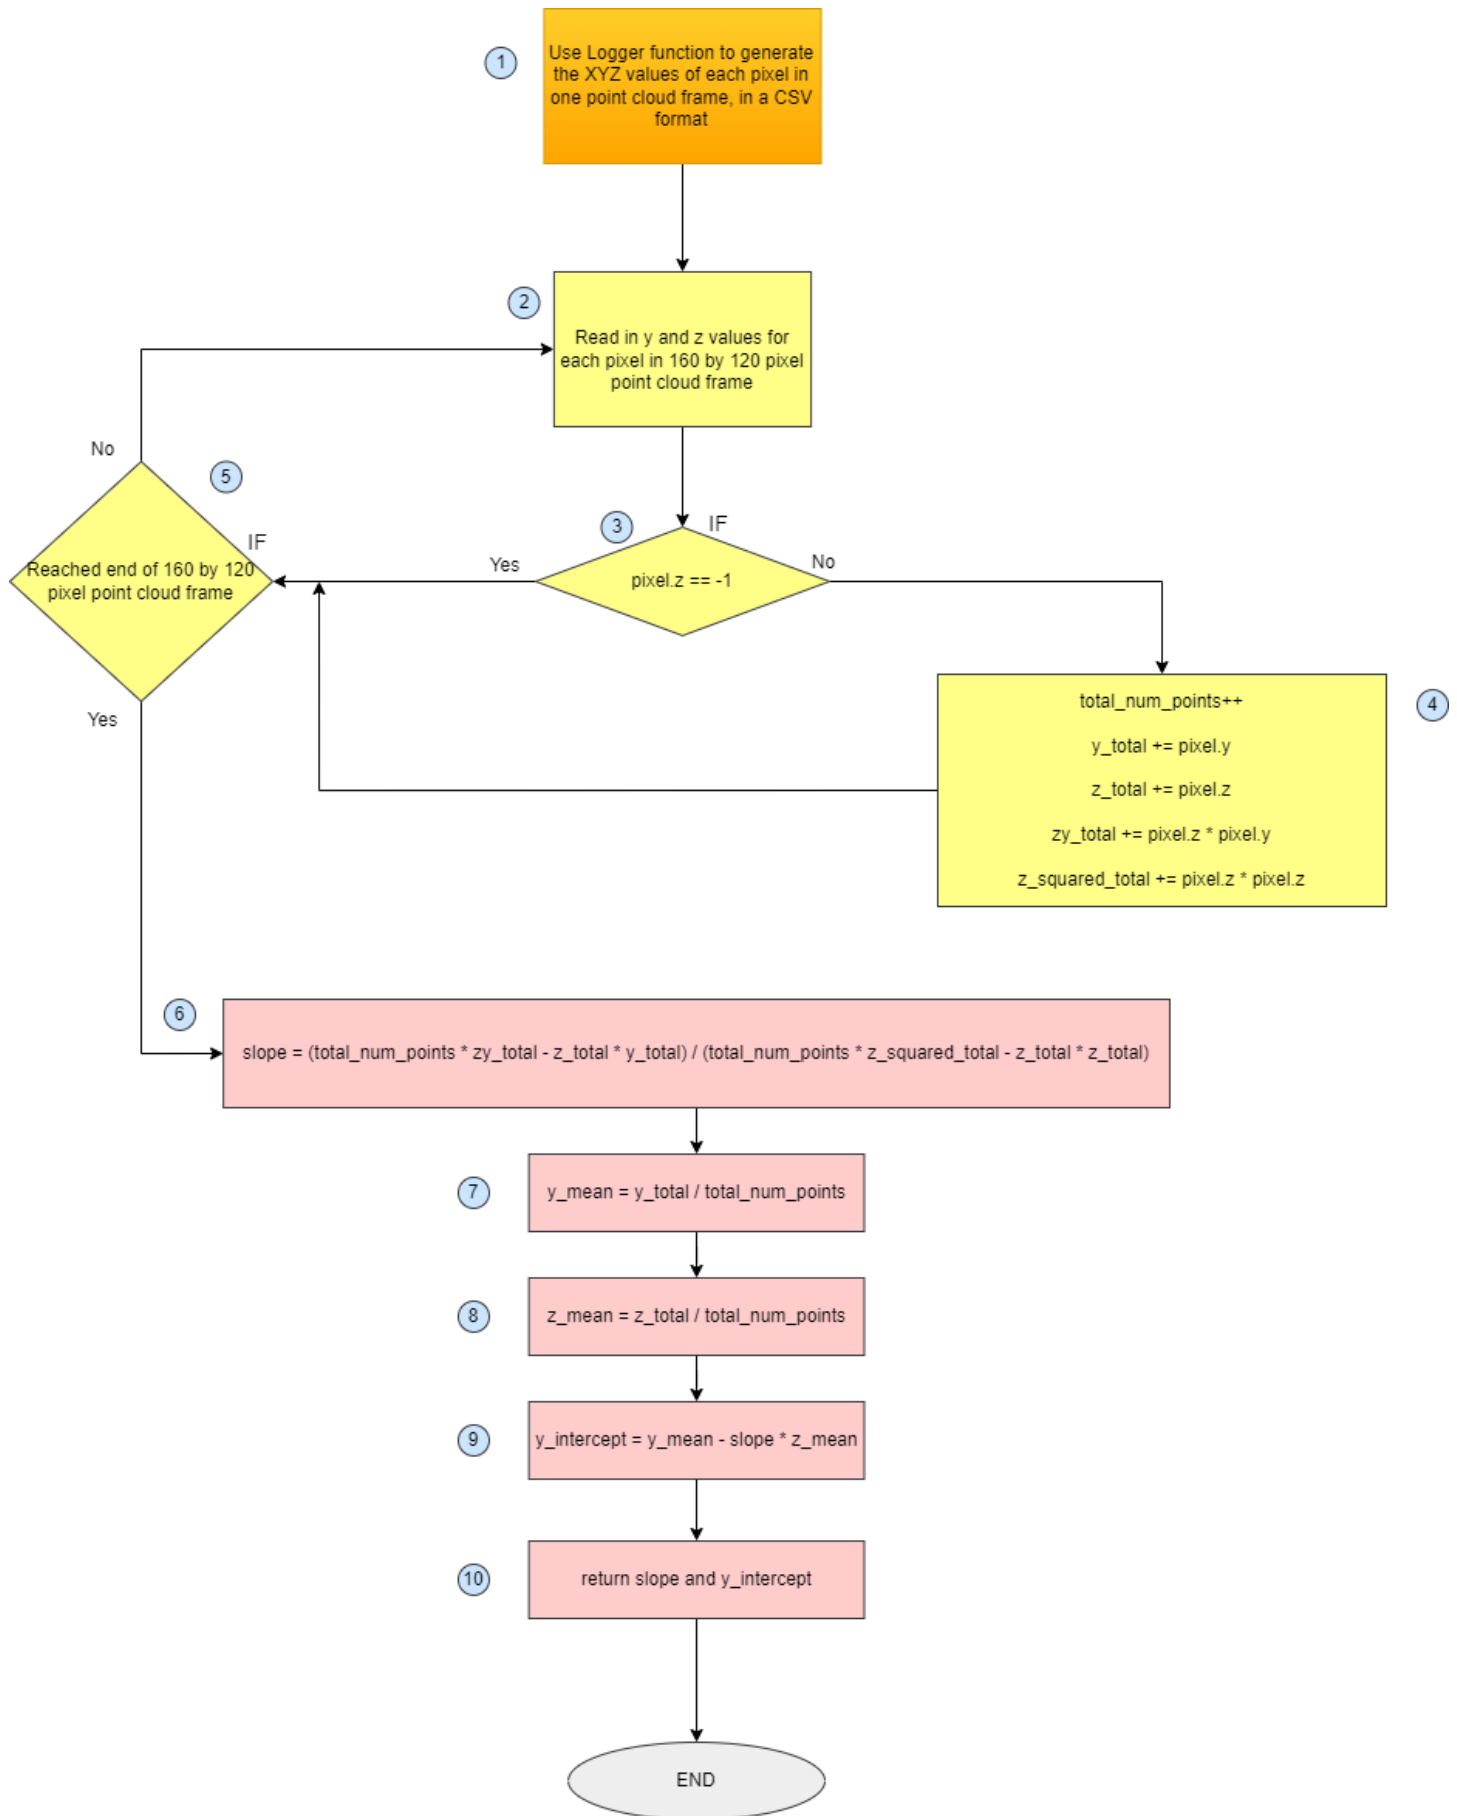 1
Use Logger function to generate
the XYZ values of each pixel in
one point cloud frame, in a CSV
format
2
Read in y and z values for
each pixel in 160 by 120 pixel
point cloud frame
No
5
3
IF
IF
Yes
No
Reached end of 160 by 120
pixel point cloud frame
pixel.z == -1
Yes
4
total_num_points++
y_total += pixel.y
z_total += pixel.z
zy_total += pixel.z * pixel.y
z_squared_total += pixel.z * pixel.z
6
slope = (total_num_points * zy_total - z_total * y_total) / (total_num_points * z_squared_total - z_total * z_total)
7
y_mean = y_total / total_num_points
8
z_mean = z_total / total_num_points
9
y_intercept = y_mean - slope * z_mean
10
return slope and y_intercept
END